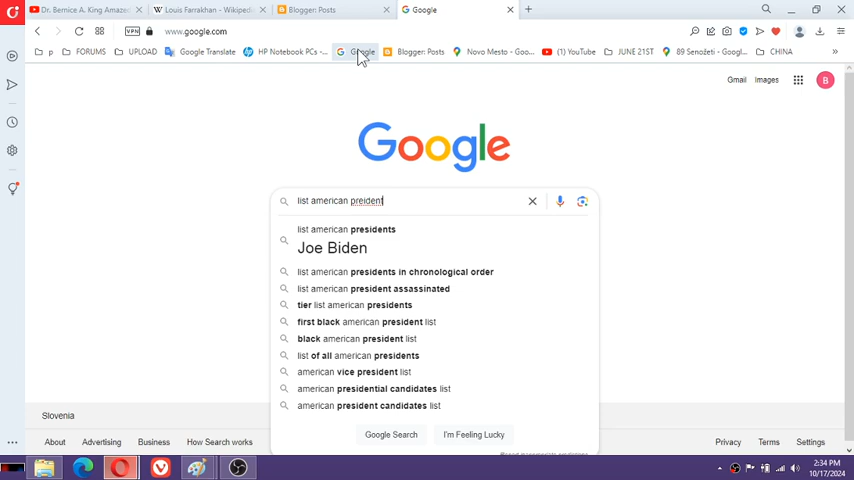 Dr. Bernice A. King Amaze
Louis Farrakhan - Wikiped
Blogger: Posts
Google
VPN
www.google.com
p
FORUMS
UPLOAD
Google Translate
HP Notebook PCs -...
Google
Blogger: Posts
Novo Mesto - Goo...
(1) YouTube
JUNE 21ST
89 Senožeti - Googl...
CHINA
Gmail
Images
B
Google
list american preident
list american presidents
Joe Biden
list american presidents in chronological order
list american president assassinated
tier list american presidents
first black american president list
black american president list
list of all american presidents
american vice president list
american presidential candidates list
american president candidates list
Google Search
I'm Feeling Lucky
Slovenia
About
Advertising
Business
How Search works
Privacy
Terms
Settings
2:34 PM
10/17/2024